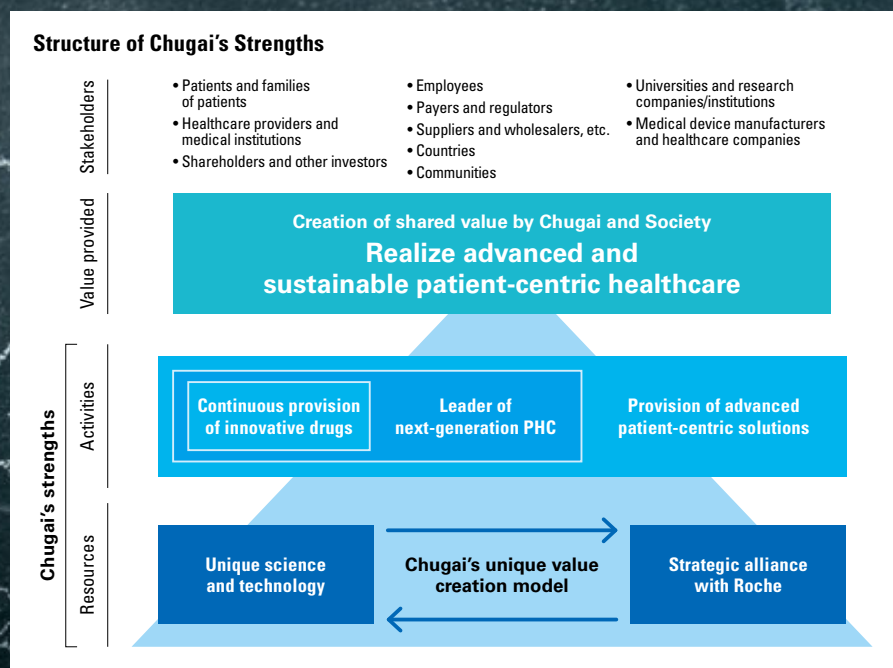 Structure of Chugai's Strengths
Stakeholders
• Patients and families
of patients
• Healthcare providers and
medical institutions
• Shareholders and other investors
• Employees
• Payers and regulators
• Suppliers and wholesalers, etc.
• Countries
• Communities
• Universities and research
companies/institutions
• Medical device manufacturers
and healthcare companies
Value provided
Creation of shared value by Chugai and Society
Realize advanced and
sustainable patient-centric healthcare
Chugai's strengths
Activities
Continuous provision
of innovative drugs
Leader of
next-generation PHC
Provision of advanced
patient-centric solutions
Resources
Unique science
and technology
Chugai's unique value
creation model
Strategic alliance
with Roche